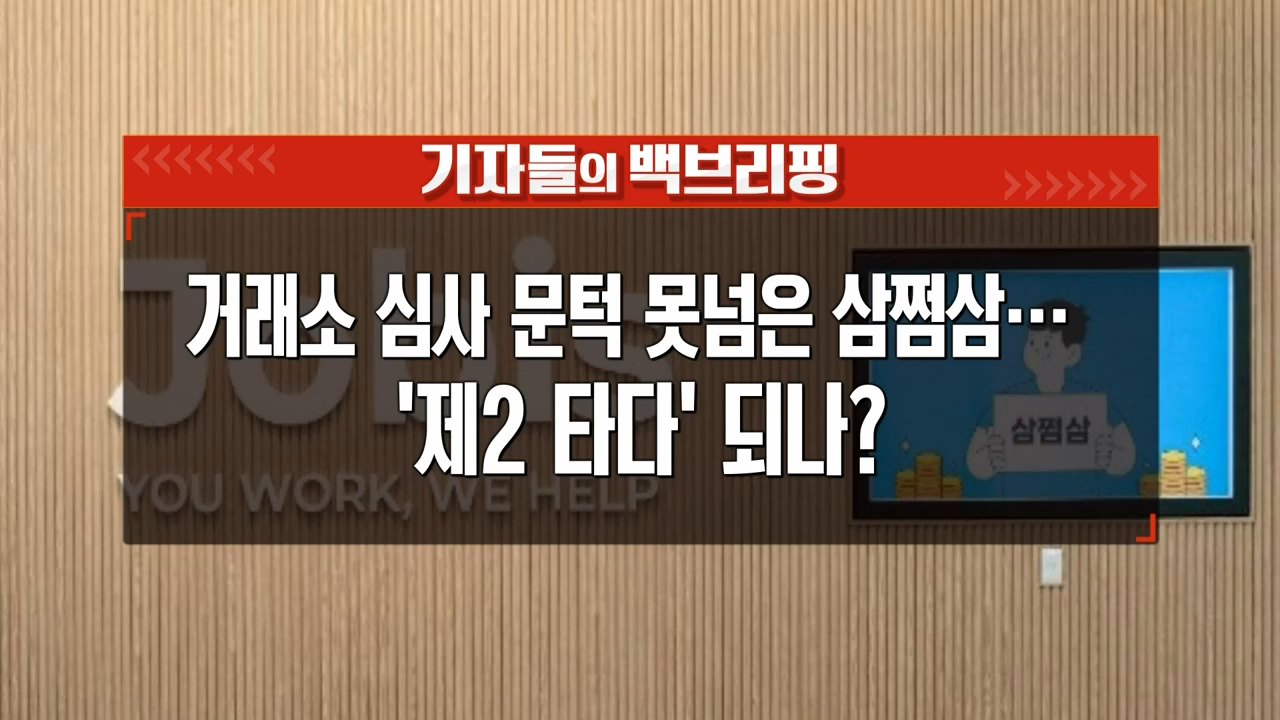 기자들의 백브리핑
거래소 심사 문턱 못넘은 삼쩜삼…
'제2 타다' 되나?
Jobis
YOU WORK, WE HELP
삼쩜삼